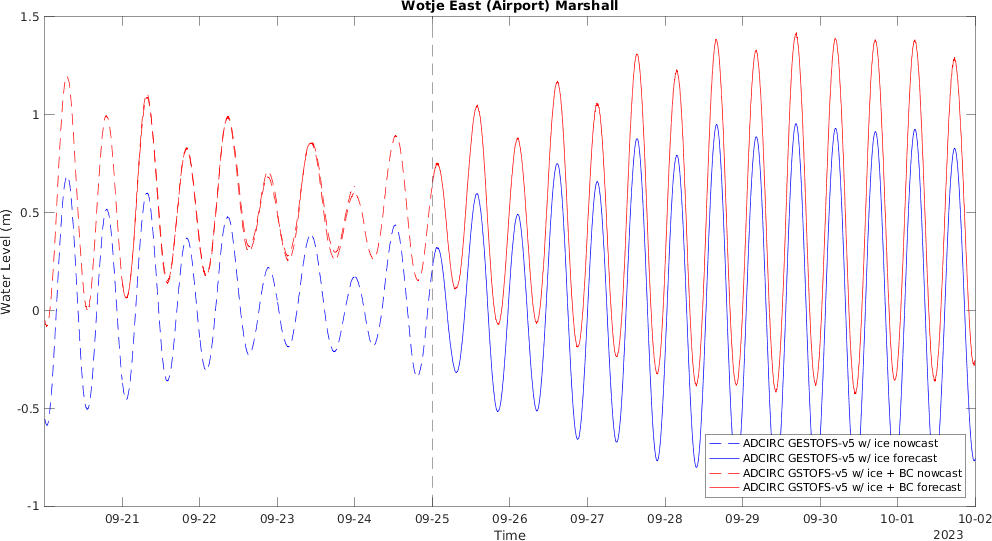 Wotje East (Airport) Marshall
1.5
1
0.5
0
-0.5
-1
Water Level (m)
ADCIRC GESTOFS-v5 w/ ice nowcast
ADCIRC GESTOFS-v5 w/ ice forecast
ADCIRC GSTOFS-v5 w/ ice + BC nowcast
ADCIRC GSTOFS-v5 w/ ice + BC forecast
09-21 09-22 09-23 09-24 09-25 09-26 09-27 09-28 09-29 09-30 10-01 10-02
Time
2023